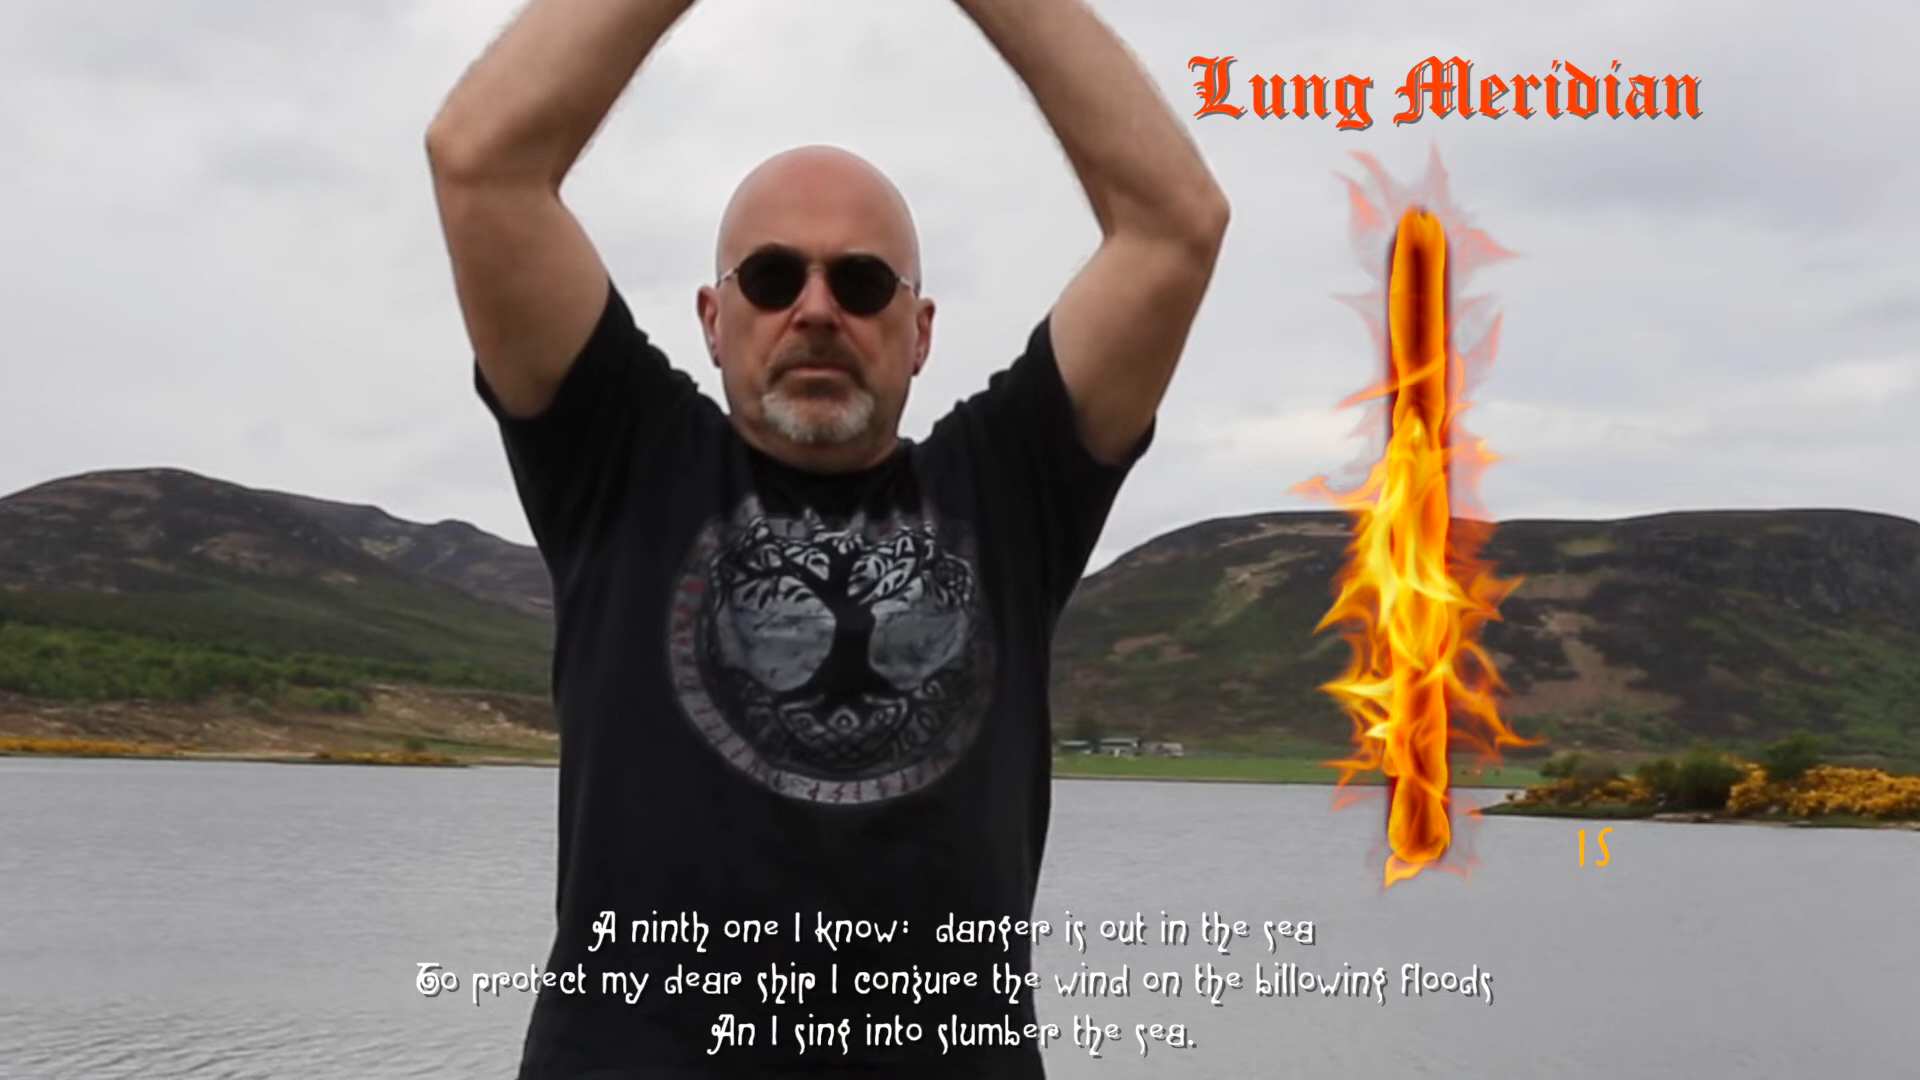 Lung Meridian
IS
A ninth one I know: danger is out in the sea
To protect my dear ship I conjure the wind on the billowing floods
An I sing into slumber the sea.